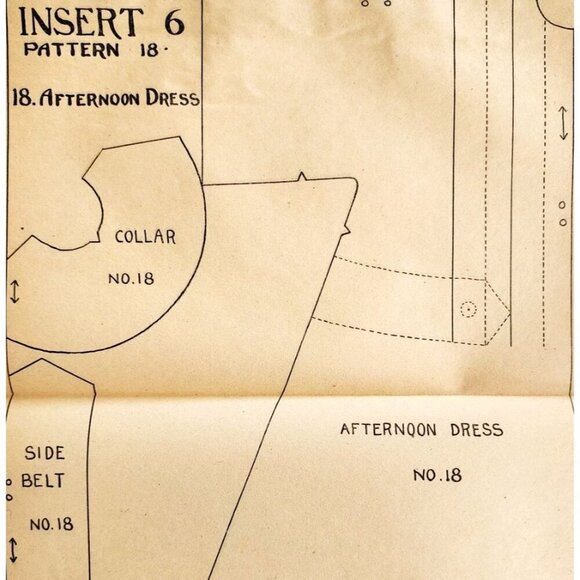 INSERT 6
PATTERN 18.
18. AFTERNOON DRESS
COLLAR
NO.18
SIDE
BELT
NO.18
AFTERNOON DRESS
NO.18